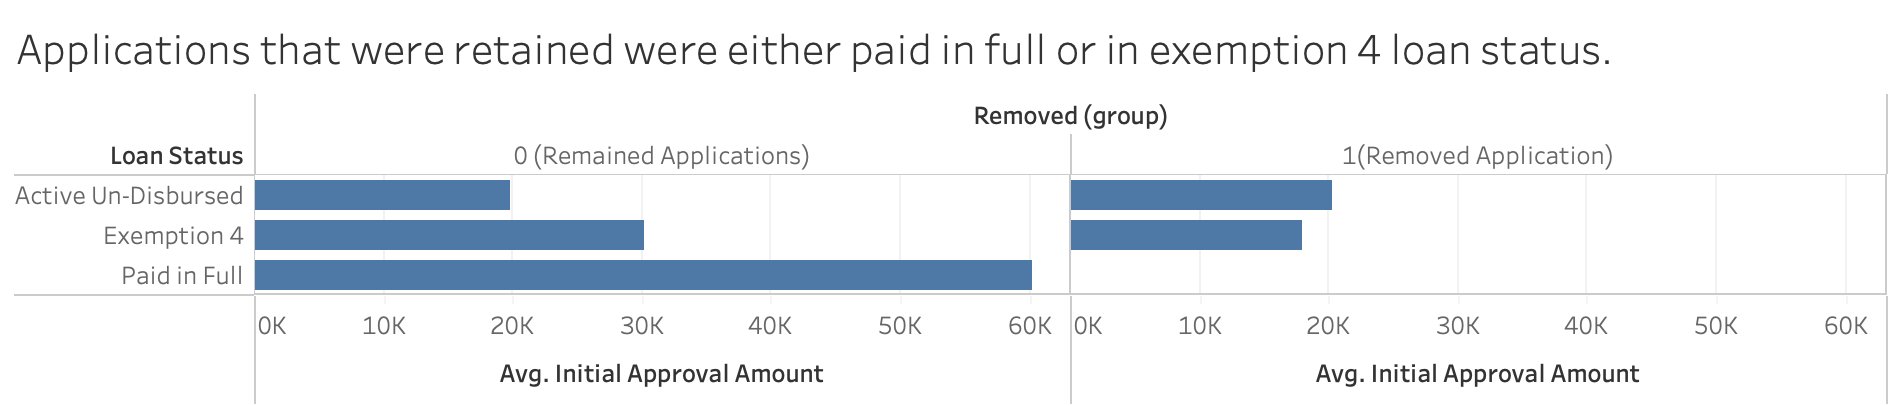 Applications that were retained were either paid in full or in exemption 4 loan status.
Removed (group)
Loan Status 0 (Remained Applications) 1(Removed Application)
Active Un-Disbursed
Exemption 4
Paid in Full
0K 10K 20K 30K 40K 50K 60K 0K 10K 20K 30K 40K 50K 60K
Avg. Initial Approval Amount Avg. Initial Approval Amount